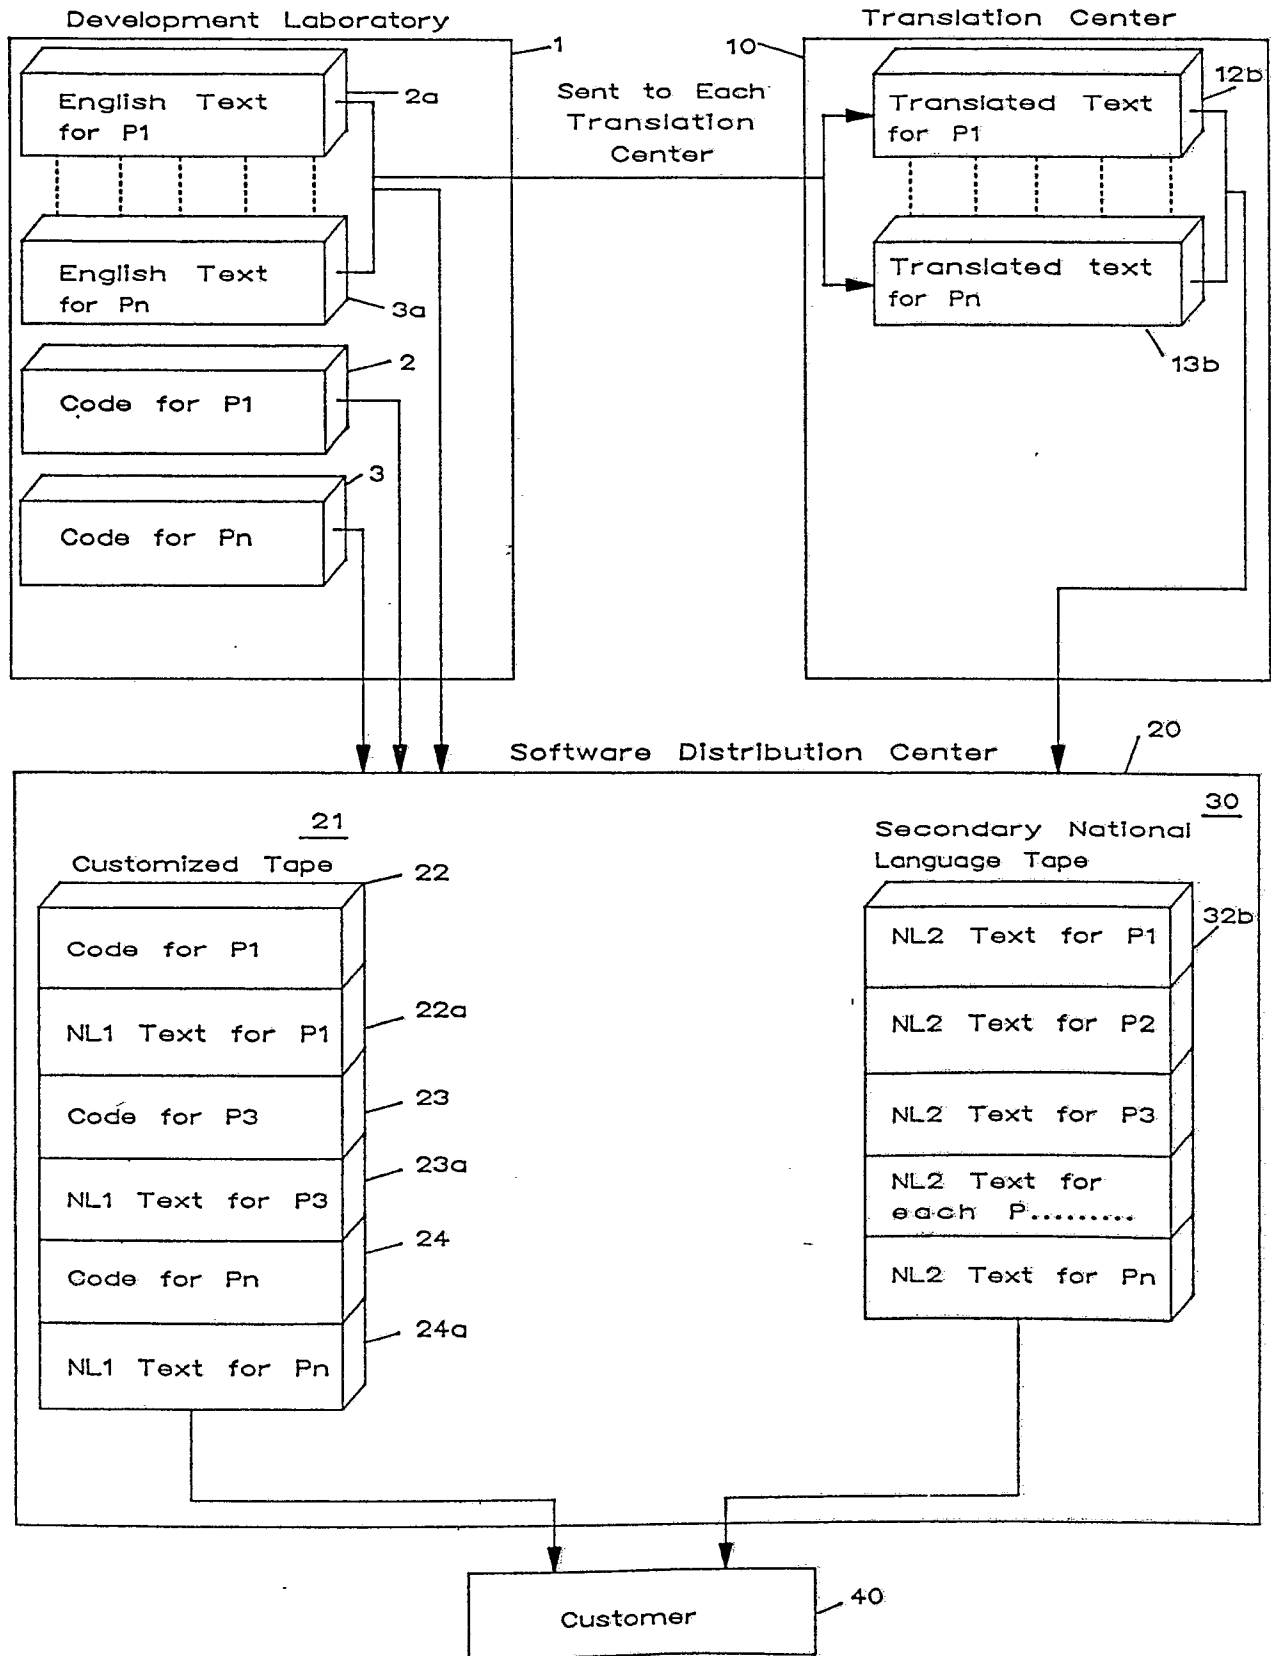 Development Laboratory
1
English Text
for P1
2a
English Text
for Pn
3a
Code for P1
2
Code for Pn
3
Sent to Each
Translation
Center
Translation Center
10
Translated Text
for P1
12b
Translated text
for Pn
13b
Software Distribution Center
20
21
Customized Tape
22
Code for P1
NL1 Text for P1
22a
Code for P3
23
NL1 Text for P3
23a
Code for Pn
24
NL1 Text for Pn
24a
30
Secondary National
Language Tape
NL2 Text for P1
32b
NL2 Text for P2
NL2 Text for P3
NL2 Text for
each P.........
NL2 Text for Pn
Customer
40